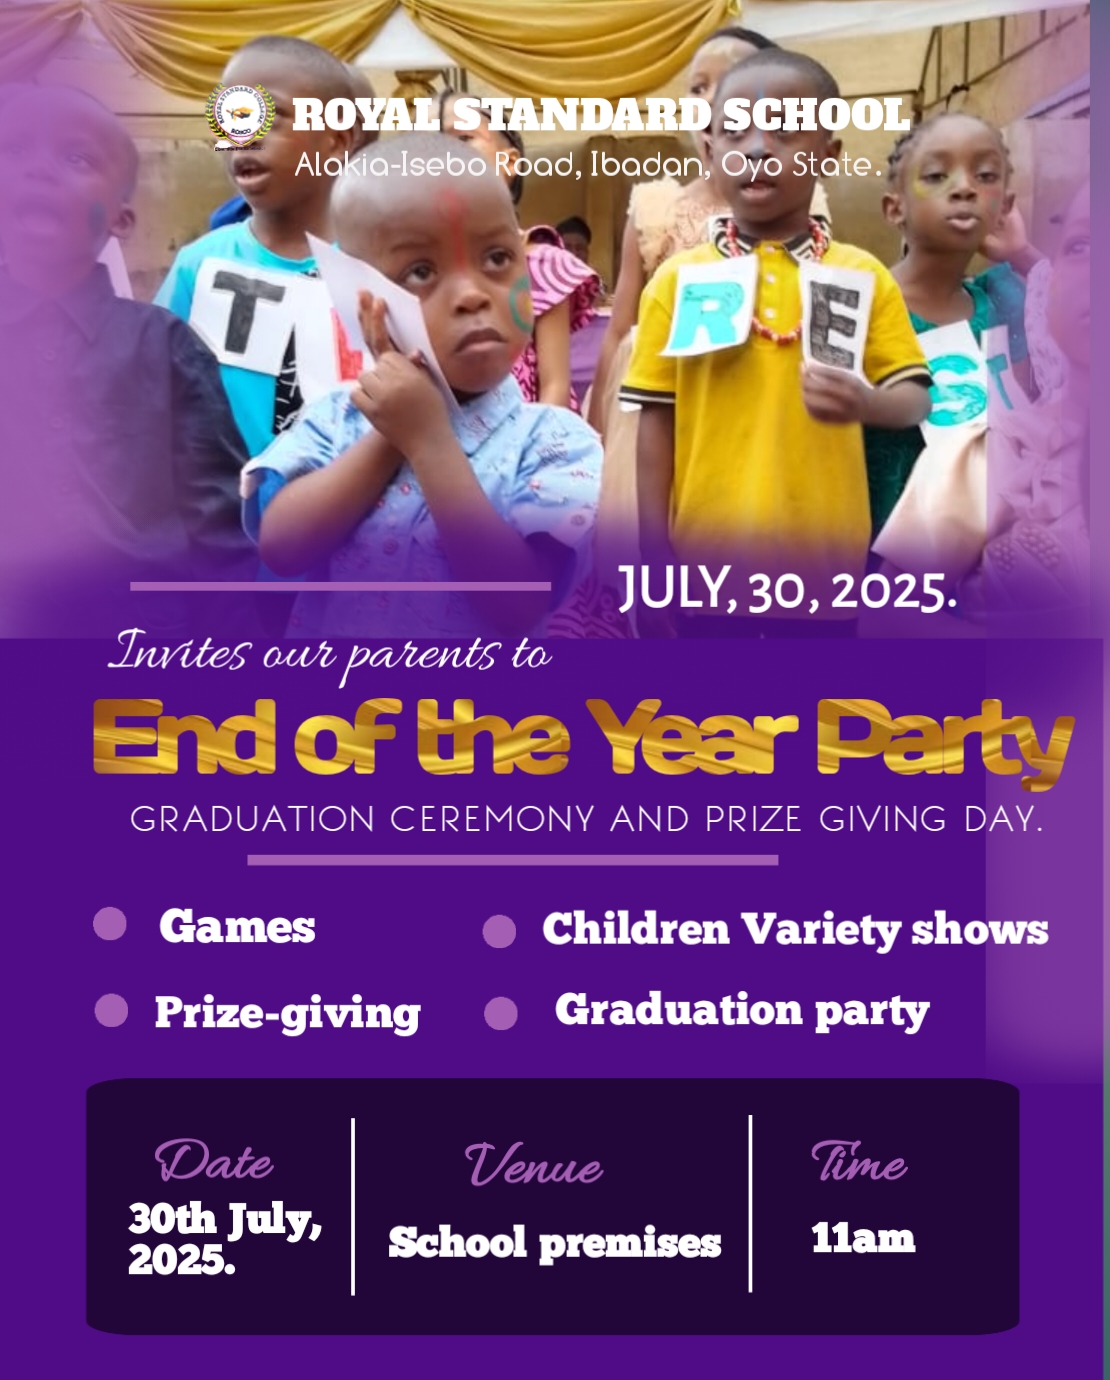 ROYAL STANDARD SCHOOL
Alakia-Isebo Road, Ibadan, Oyo State.
T
R E
S
JULY, 30, 2025.
Invites our parents to
End of the Year Party
GRADUATION CEREMONY AND PRIZE GIVING DAY.
Games
Children Variety shows
Prize-giving
Graduation party
Date
30th July,
2025.
Venue
School premises
Time
11am